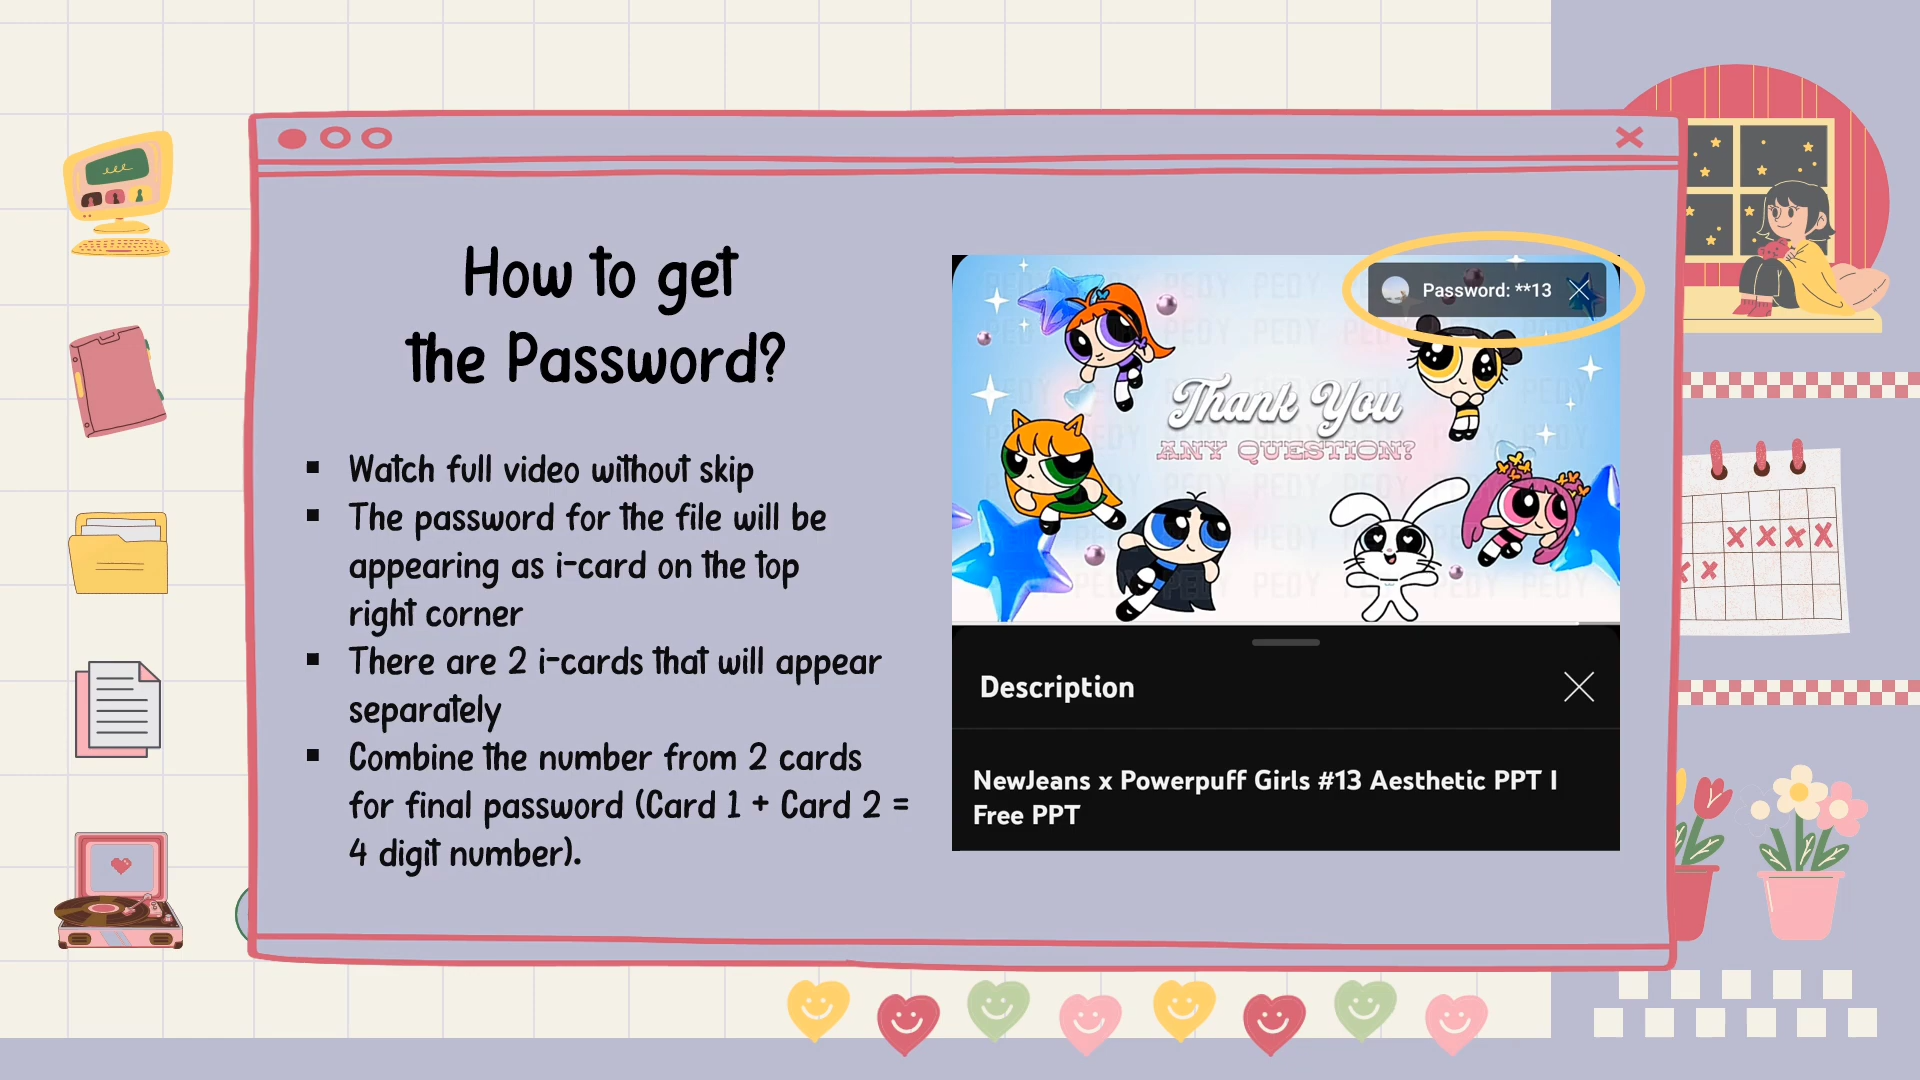 How to get
the Password?
▪ Watch full video without skip
▪ The password for the file will be
appearing as i-card on the top
right corner
▪ There are 2 i-cards that will appear
separately
▪ Combine the number from 2 cards
for final password (Card 1 + Card 2 =
4 digit number).
Password: **13
Thank You
ANY QUESTION?
PEDY PEDY PEDY
Description
NewJeans x Powerpuff Girls #13 Aesthetic PPT I
Free PPT